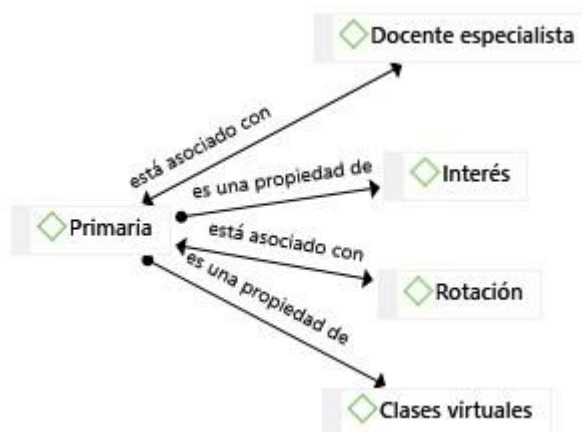 Docente especialista
está asociado con
es una propiedad de
Interés
Primaria
está asociado con
Rotación
es una propiedad de
Clases virtuales